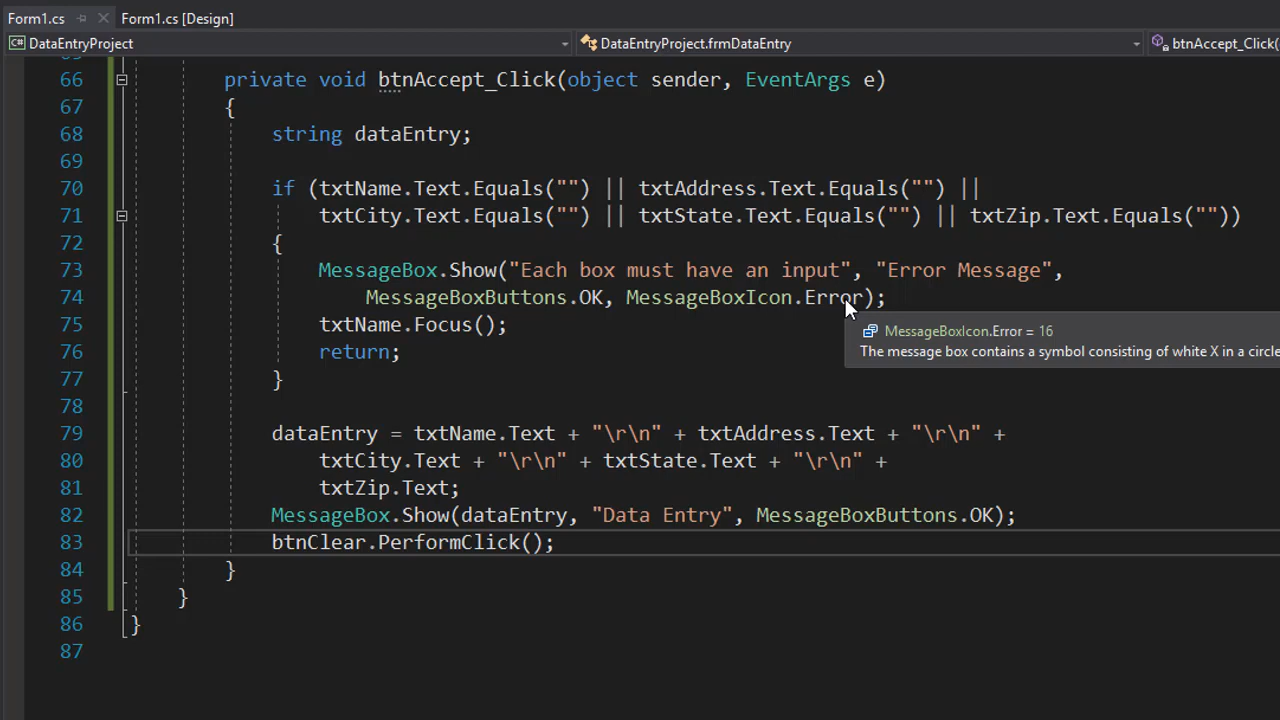 Form1.cs Form1.cs [Design]
DataEntryProject DataEntryProject.frmDataEntry btnAccept_Click(
66 private void btnAccept_Click(object sender, EventArgs e)
67 {
68 string dataEntry;
69
70 if (txtName.Text.Equals("") || txtAddress.Text.Equals("") ||
71 txtCity.Text.Equals("") || txtState.Text.Equals("") || txtZip.Text.Equals(""))
72 {
73 MessageBox.Show("Each box must have an input", "Error Message",
74 MessageBoxButtons.OK, MessageBoxIcon.Error);
75 txtName.Focus();
MessageBoxIcon.Error = 16
The message box contains a symbol consisting of white X in a circle
76 return;
77 }
78
79 dataEntry = txtName.Text + "\r\n" + txtAddress.Text + "\r\n" +
80 txtCity.Text + "\r\n" + txtState.Text + "\r\n" +
81 txtZip.Text;
82 MessageBox.Show(dataEntry, "Data Entry", MessageBoxButtons.OK);
83 btnClear.PerformClick();
84 }
85 }
86 }
87